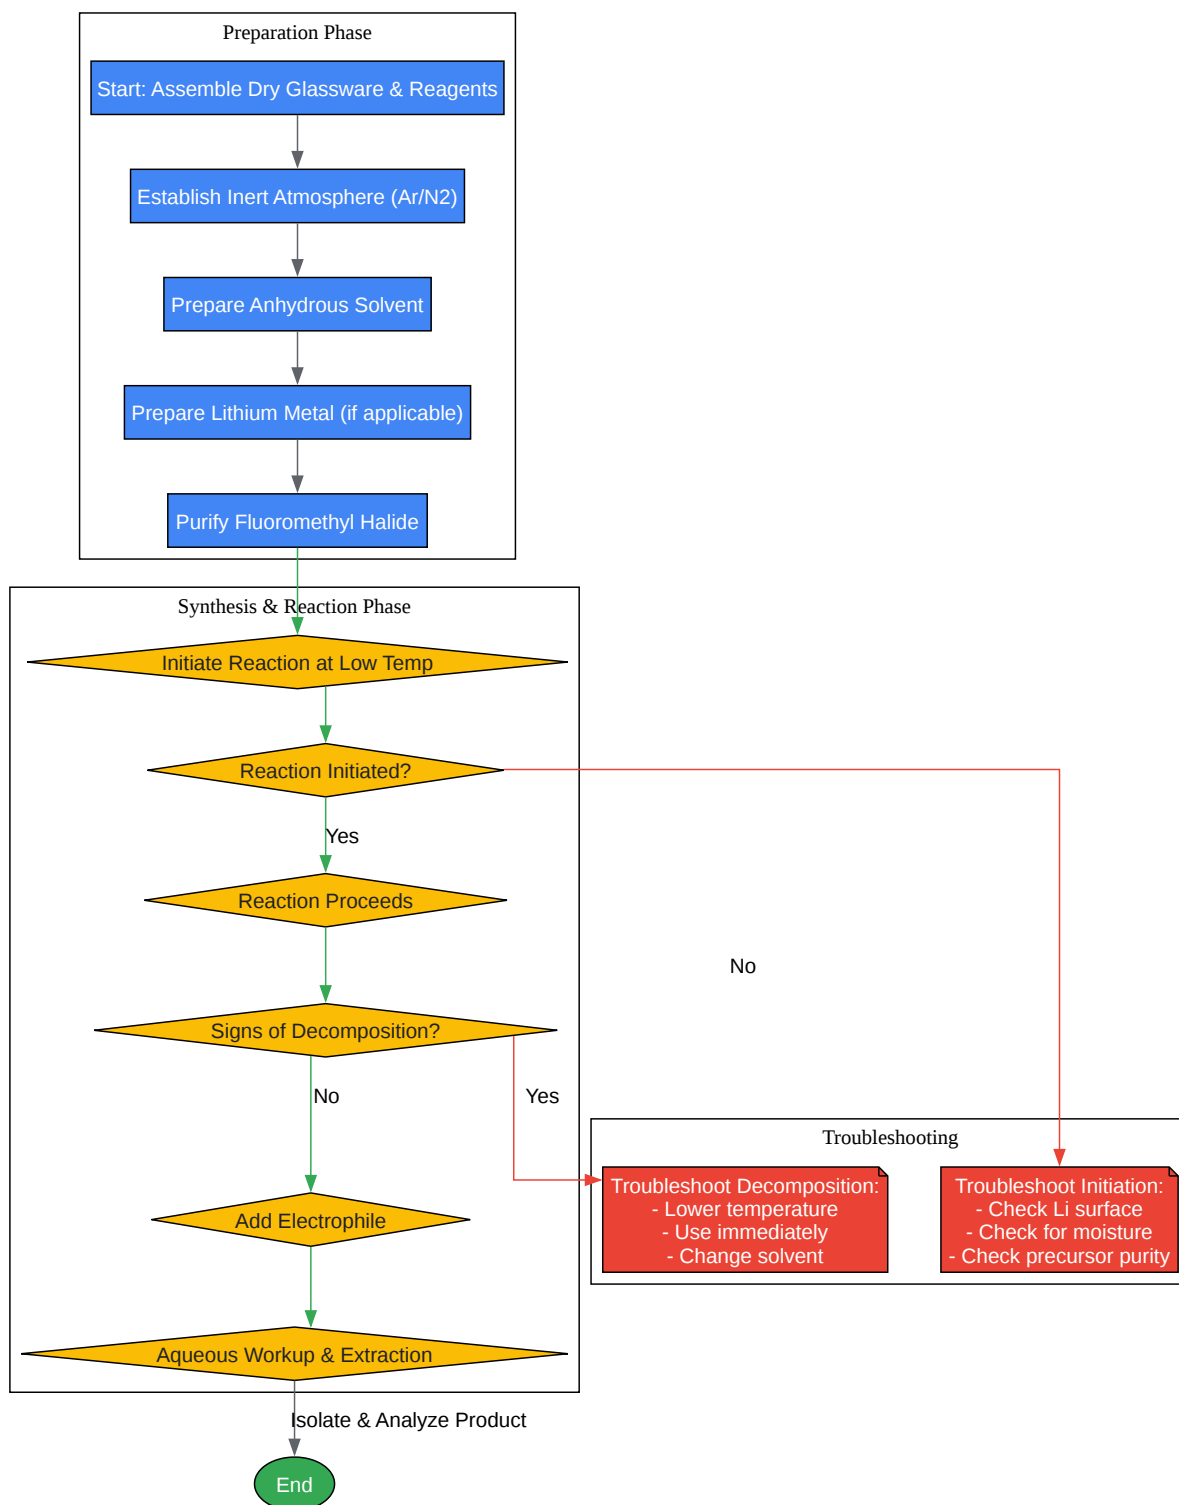 Preparation Phase
Start: Assemble Dry Glassware & Reagents
Establish Inert Atmosphere (Ar/N2)
Prepare Anhydrous Solvent
Prepare Lithium Metal (if applicable)
Purify Fluoromethyl Halide
Synthesis & Reaction Phase
Initiate Reaction at Low Temp
Reaction Initiated?
Yes
Reaction Proceeds
No
Signs of Decomposition?
No
Yes
Troubleshooting
Troubleshoot Decomposition:
- Lower temperature
- Use immediately
- Change solvent
Troubleshoot Initiation:
- Check Li surface
- Check for moisture
- Check precursor purity
Add Electrophile
Aqueous Workup & Extraction
Isolate & Analyze Product
End